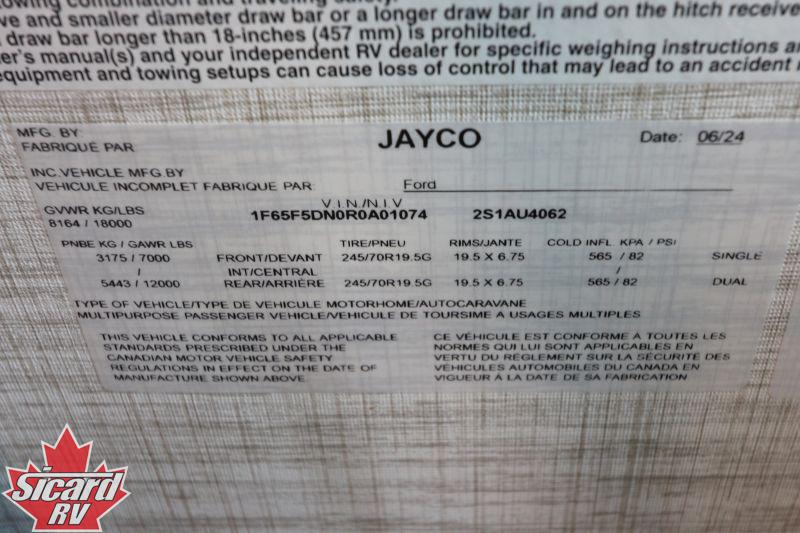 towing combination and traveling safely.
ve and smaller diameter draw bar or a longer draw bar in and on the hitch receive
draw bar longer than 18-inches (457 mm) is prohibited.
er's manual(s) and your independent RV dealer for specific weighing instructions a
equipment and towing setups can cause loss of control that may lead to an accident
MFG. BY
FABRIQUÉ PAR JAYCO Date: 06/24
INC.VEHICLE MFG.BY
VEHICULE INCOMPLET FABRIQUE PAR: Ford
V I N / N I V
GVWR KG/LBS 1F65F5DN0R0A01074 2S1AU4062
8164 / 18000
PNBE KG / GAWR LBS TIRE/PNEU RIMS/JANTE COLD INFL. KPA / PSI
3175 / 7000 FRONT/DEVANT 245/70R19.5G 19.5 X 6.75 565 / 82 SINGLE
/ INT/CENTRAL /
5443 / 12000 REAR/ARRIÈRE 245/70R19.5G 19.5 X 6.75 565 / 82 DUAL
TYPE OF VEHICLE/TYPE DE VEHICULE MOTORHOME/AUTOCARAVANE
MULTIPURPOSE PASSENGER VEHICLE/VEHICULE DE TOURSIME A USAGES MULTIPLES
THIS VEHICLE CONFORMS TO ALL APPLICABLE
STANDARDS PRESCRIBED UNDER THE
CANADIAN MOTOR VEHICLE SAFETY
REGULATIONS IN EFFECT ON THE DATE OF
MANUFACTURE SHOWN ABOVE.
CE VÉHICULE EST CONFORME A TOUTES LES
NORMES QUI LUI SONT APPLICABLES EN
VERTU DU RÈGLEMENT SUR LA SÉCURITÉ DES
VÉHICULES AUTOMOBILES DU CANADA EN
VIGUEUR À LA DATE DE SA FABRICATION
Sicard
RV